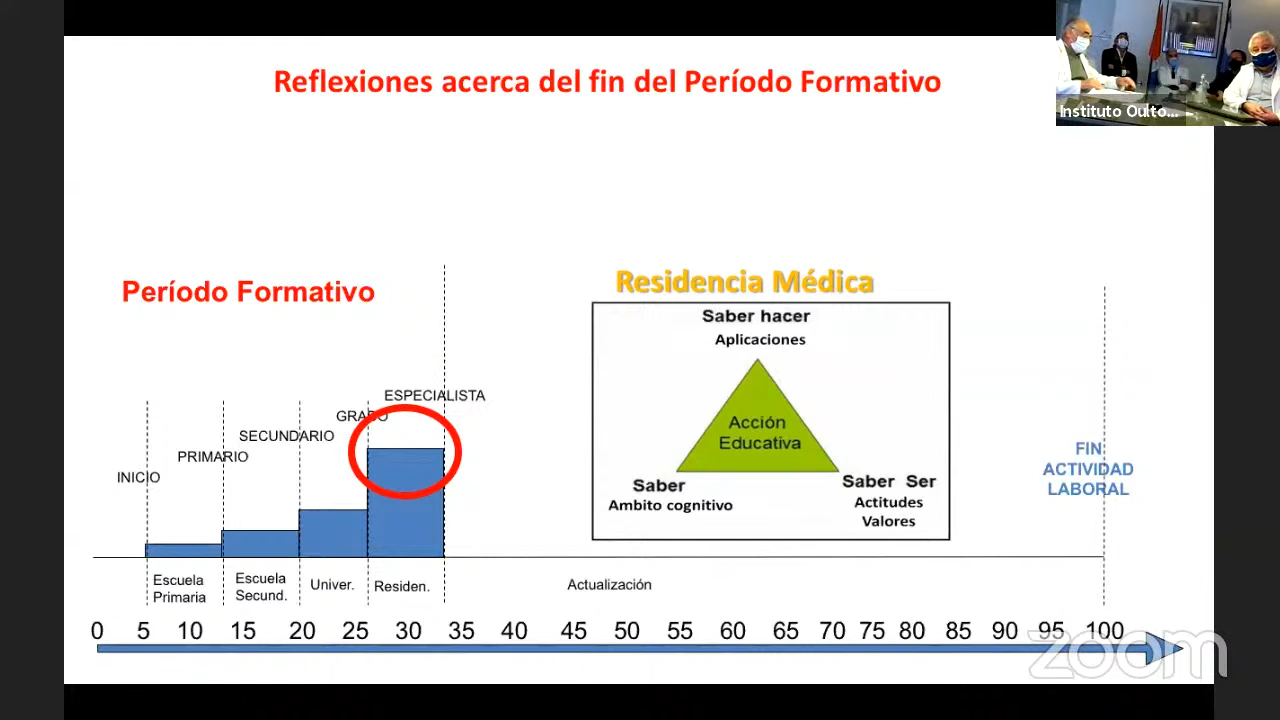 Reflexiones acerca del fin del Período Formativo
Instituto Oulto...
Período Formativo
Residencia Médica
Saber hacer
Aplicaciones
Acción
Educativa
Saber
Ambito cognitivo
Saber Ser
Actitudes
Valores
ESPECIALISTA
GRADO
SECUNDARIO
PRIMARIO
INICIO
FIN
ACTIVIDAD
LABORAL
Escuela
Primaria
Escuela
Secund.
Univer.
Residen.
Actualización
0 5 10 15 20 25 30 35 40 45 50 55 60 65 70 75 80 85 90 95 100
zoom